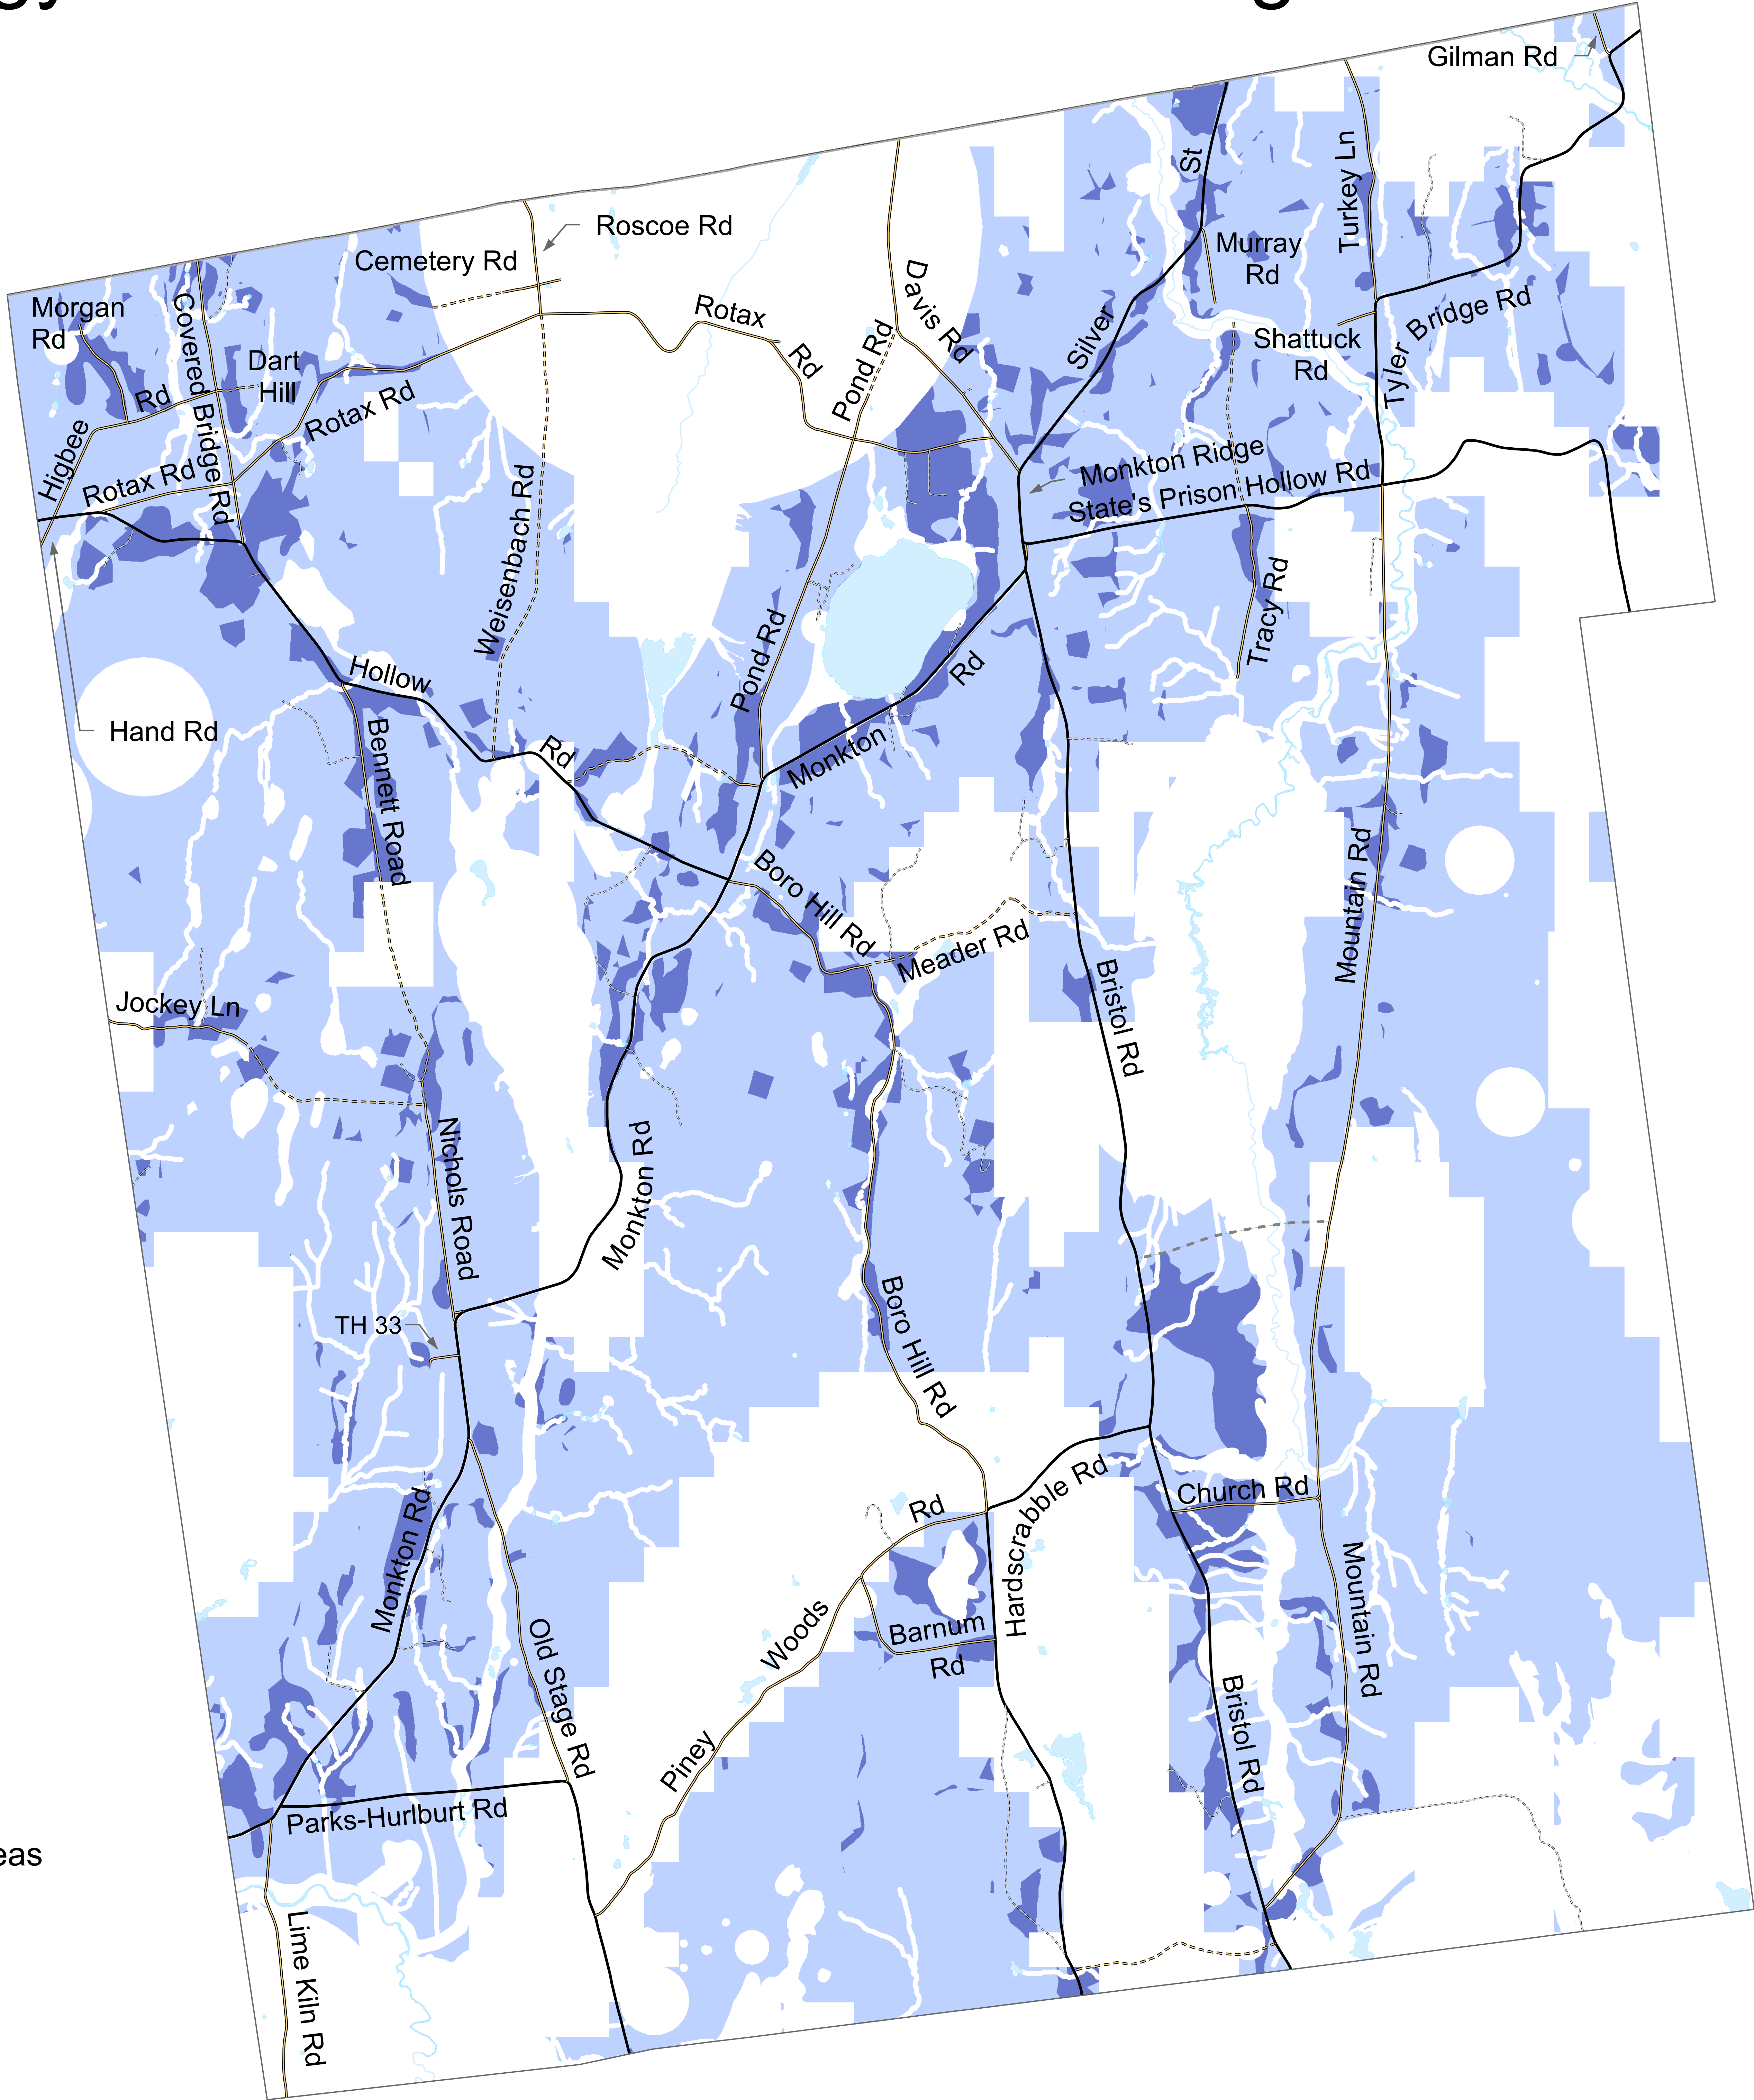 Gilman Rd
Roscoe Rd
Cemetery Rd
Morgan
Rd
Covered Bridge Rd
Dart
Hill
Rotax Rd
Rd
Higbee
Rotax Rd
Hand Rd
Rotax
Rd
Davis Rd
Pond Rd
Silver
St
Murray
Rd
Turkey Ln
Shattuck
Rd
Tyler
Bridge Rd
Monkton Ridge
State's Prison Hollow Rd
Tracy Rd
Weisenbach Rd
Hollow
Rd
Pond Rd
Monkton
Rd
Bennett Road
Boro Hill Rd
Meader Rd
Bristol Rd
Mountain Rd
Jockey Ln
Nichols Road
Monkton Rd
TH 33
Boro Hill Rd
Monkton Rd
Old Stage Rd
Woods
Rd
Piney
Barnum
Rd
Hardscrabble Rd
Church Rd
Mountain Rd
Bristol Rd
Parks-Hurlburt Rd
eas
Lime Kiln Rd